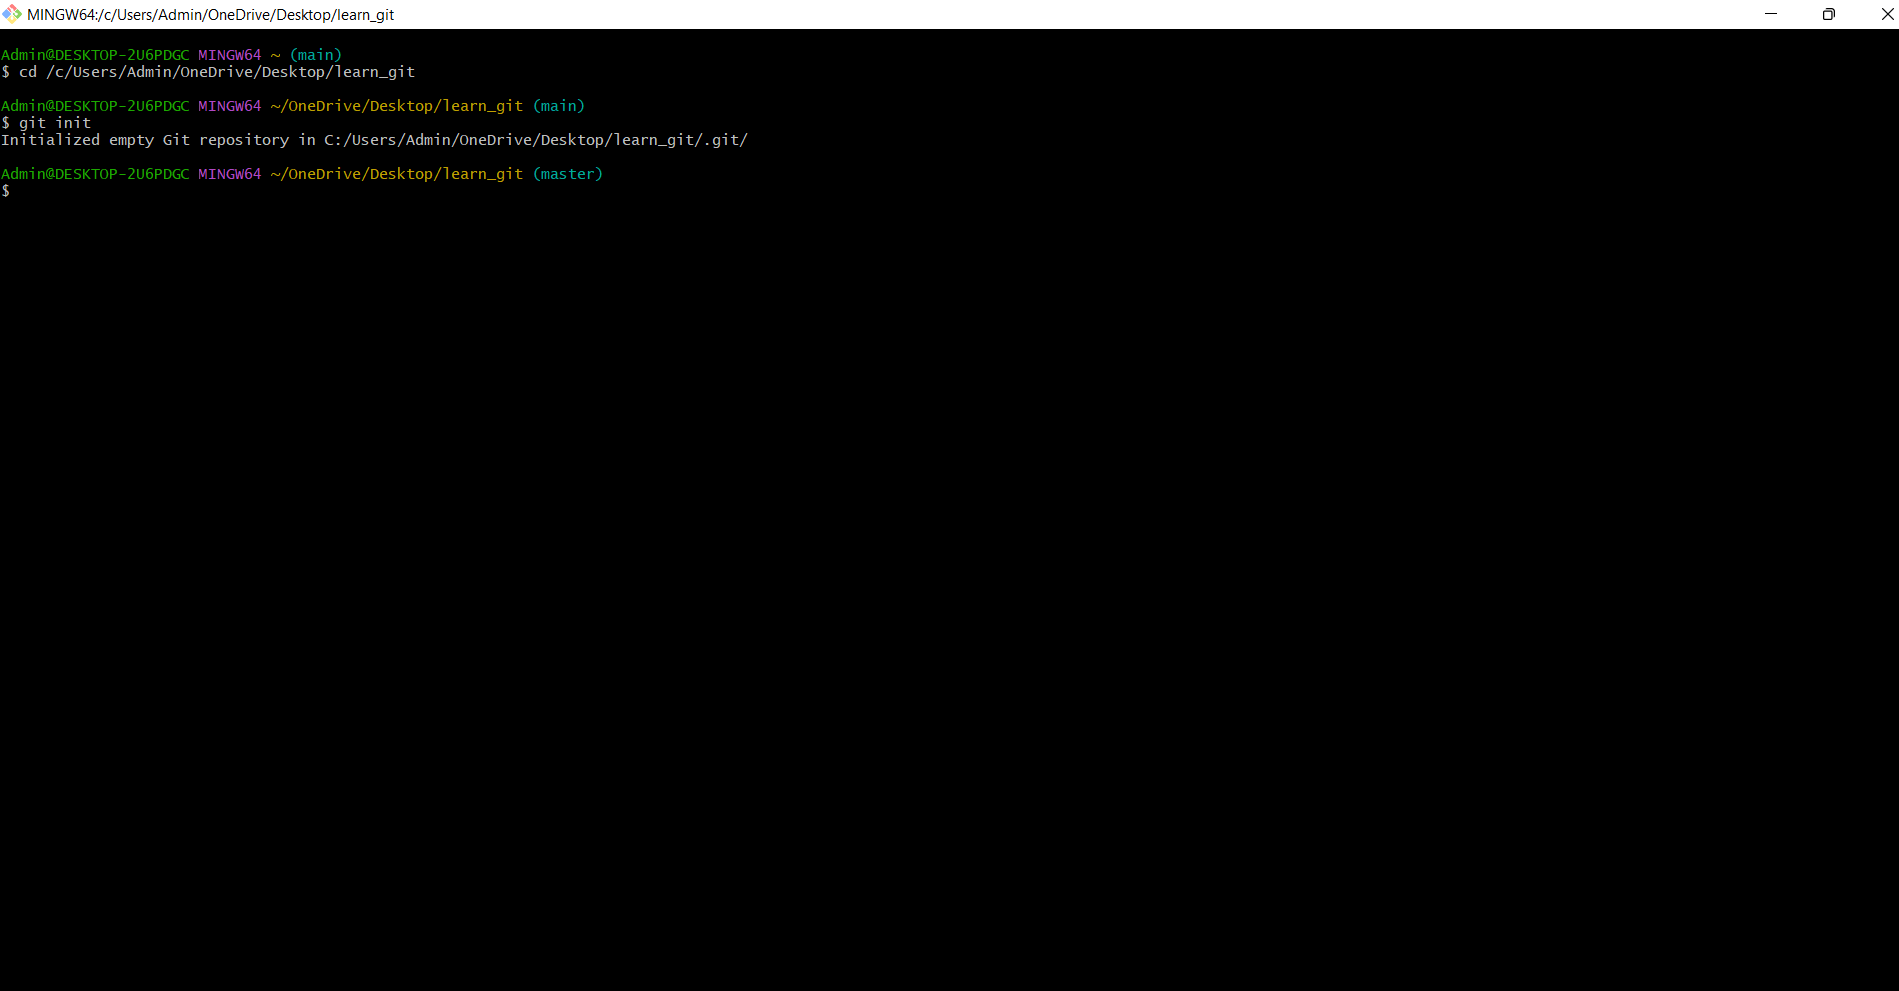 MINGW64:/c/Users/Admin/OneDrive/Desktop/learn_git
Admin@DESKTOP-2U6PDGC MINGW64 ~ (main)
$ cd /c/Users/Admin/OneDrive/Desktop/learn_git
Admin@DESKTOP-2U6PDGC MINGW64 ~/OneDrive/Desktop/learn_git (main)
$ git init
Initialized empty Git repository in C:/Users/Admin/OneDrive/Desktop/learn_git/.git/
Admin@DESKTOP-2U6PDGC MINGW64 ~/OneDrive/Desktop/learn_git (master)
$